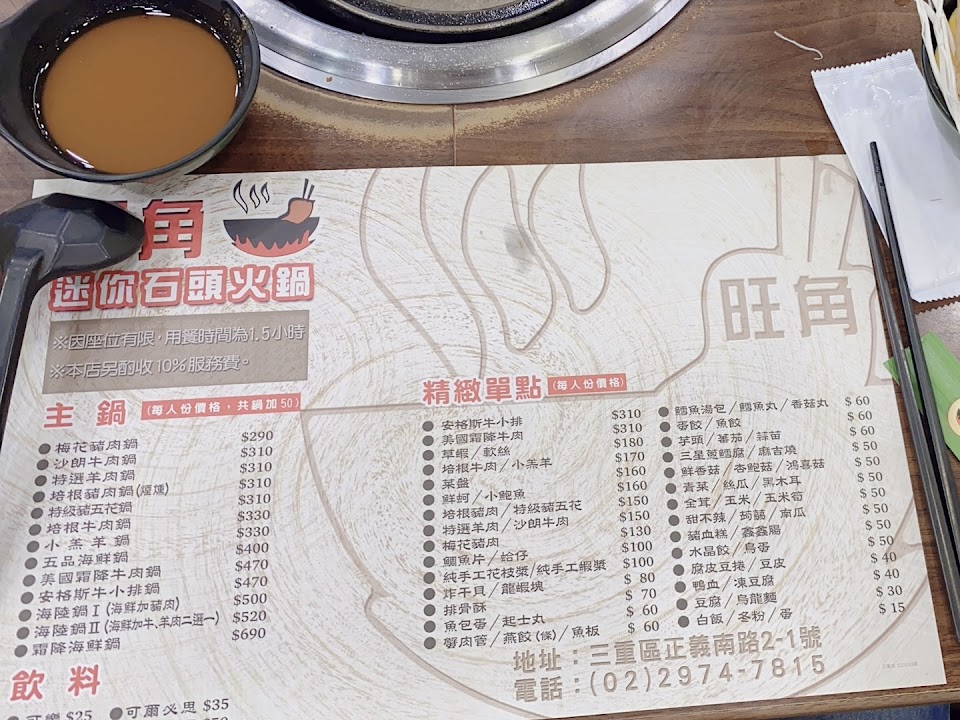 角
迷你石頭火鍋
※因座位有限,用餐時間為1.5小時
※本店另酌收10%服務費。
旺角
主鍋 (每人份價格,共鍋加50)
梅花豬肉鍋 $290
沙朗牛肉鍋 $310
特選羊肉鍋 $310
培根豬肉鍋(煙燻) $310
特級豬五花鍋 $310
培根牛肉鍋 $330
小羔羊鍋 $330
五品海鮮鍋 $400
美國霜降牛肉鍋 $470
安格斯牛小排鍋 $470
海陸鍋I(海鮮加豬肉) $500
海陸鍋II(海鮮加牛、羊肉二選一) $520
霜降海鮮鍋 $690
飲料
可樂 $25 可爾必思 $35
精緻單點 (每人份價格)
安格斯牛小排 $310
美國霜降牛肉 $310
草蝦/軟絲 $180
培根牛肉/小羔羊 $170
菜盤 $160
鮮蚵/小鮑魚 $160
培根豬肉/特級豬五花 $150
特選羊肉/沙朗牛肉 $150
梅花豬肉 $130
鯛魚片/蛤仔 $100
純手工花枝漿/純手工蝦漿 $100
炸干貝/龍蝦塊 $ 80
排骨酥 $ 70
魚包蛋/起士丸 $ 60
蟹肉管/燕餃(條)/魚板 $ 60
鱈魚湯包/鱈魚丸/香菇丸 $ 60
蛋餃/魚餃 $ 60
芋頭/蕃茄/蒜苗 $ 60
三星蔥鱈腐/麻吉燒 $ 50
鮮香菇/杏鮑菇/鴻喜菇 $ 50
青菜/絲瓜/黑木耳 $ 50
金茸/玉米/玉米筍 $ 50
甜不辣/蒟蒻/南瓜 $ 50
豬血糕/鑫鑫腸 $ 50
水晶餃/鳥蛋 $ 50
腐皮豆捲/豆皮 $ 40
鴨血/凍豆腐 $ 40
豆腐/烏龍麵 $ 30
白飯/冬粉/蛋 $ 15
地址:三重區正義南路2-1號
電話:(02)2974-7815